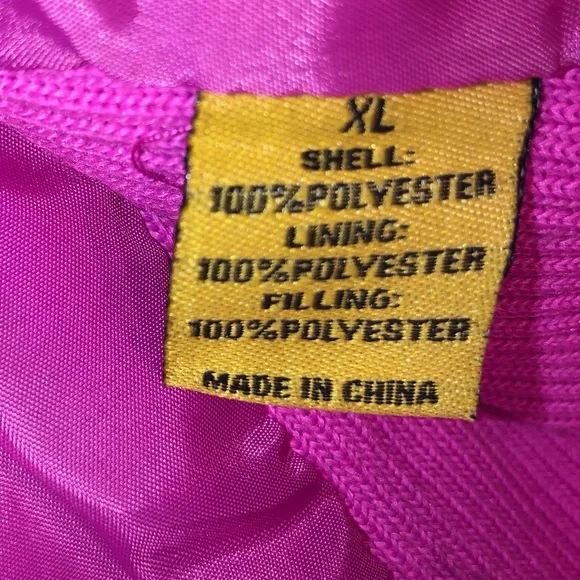 XL
SHELL:
100%POLYESTER
LINING:
100%POLYESTER
FILLING:
100%POLYESTER
MADE IN CHINA